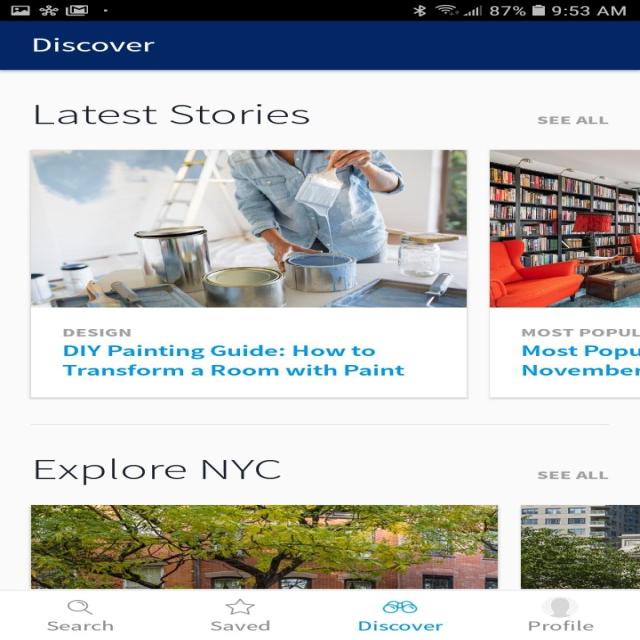 87% 9:53 AM
Discover
Latest Stories
SEE ALL
DESIGN
DIY Painting Guide: How to
Transform a Room with Paint
MOST POPUL
Most Popu
November
Explore NYC
SEE ALL
Search
Saved
Discover
Profile